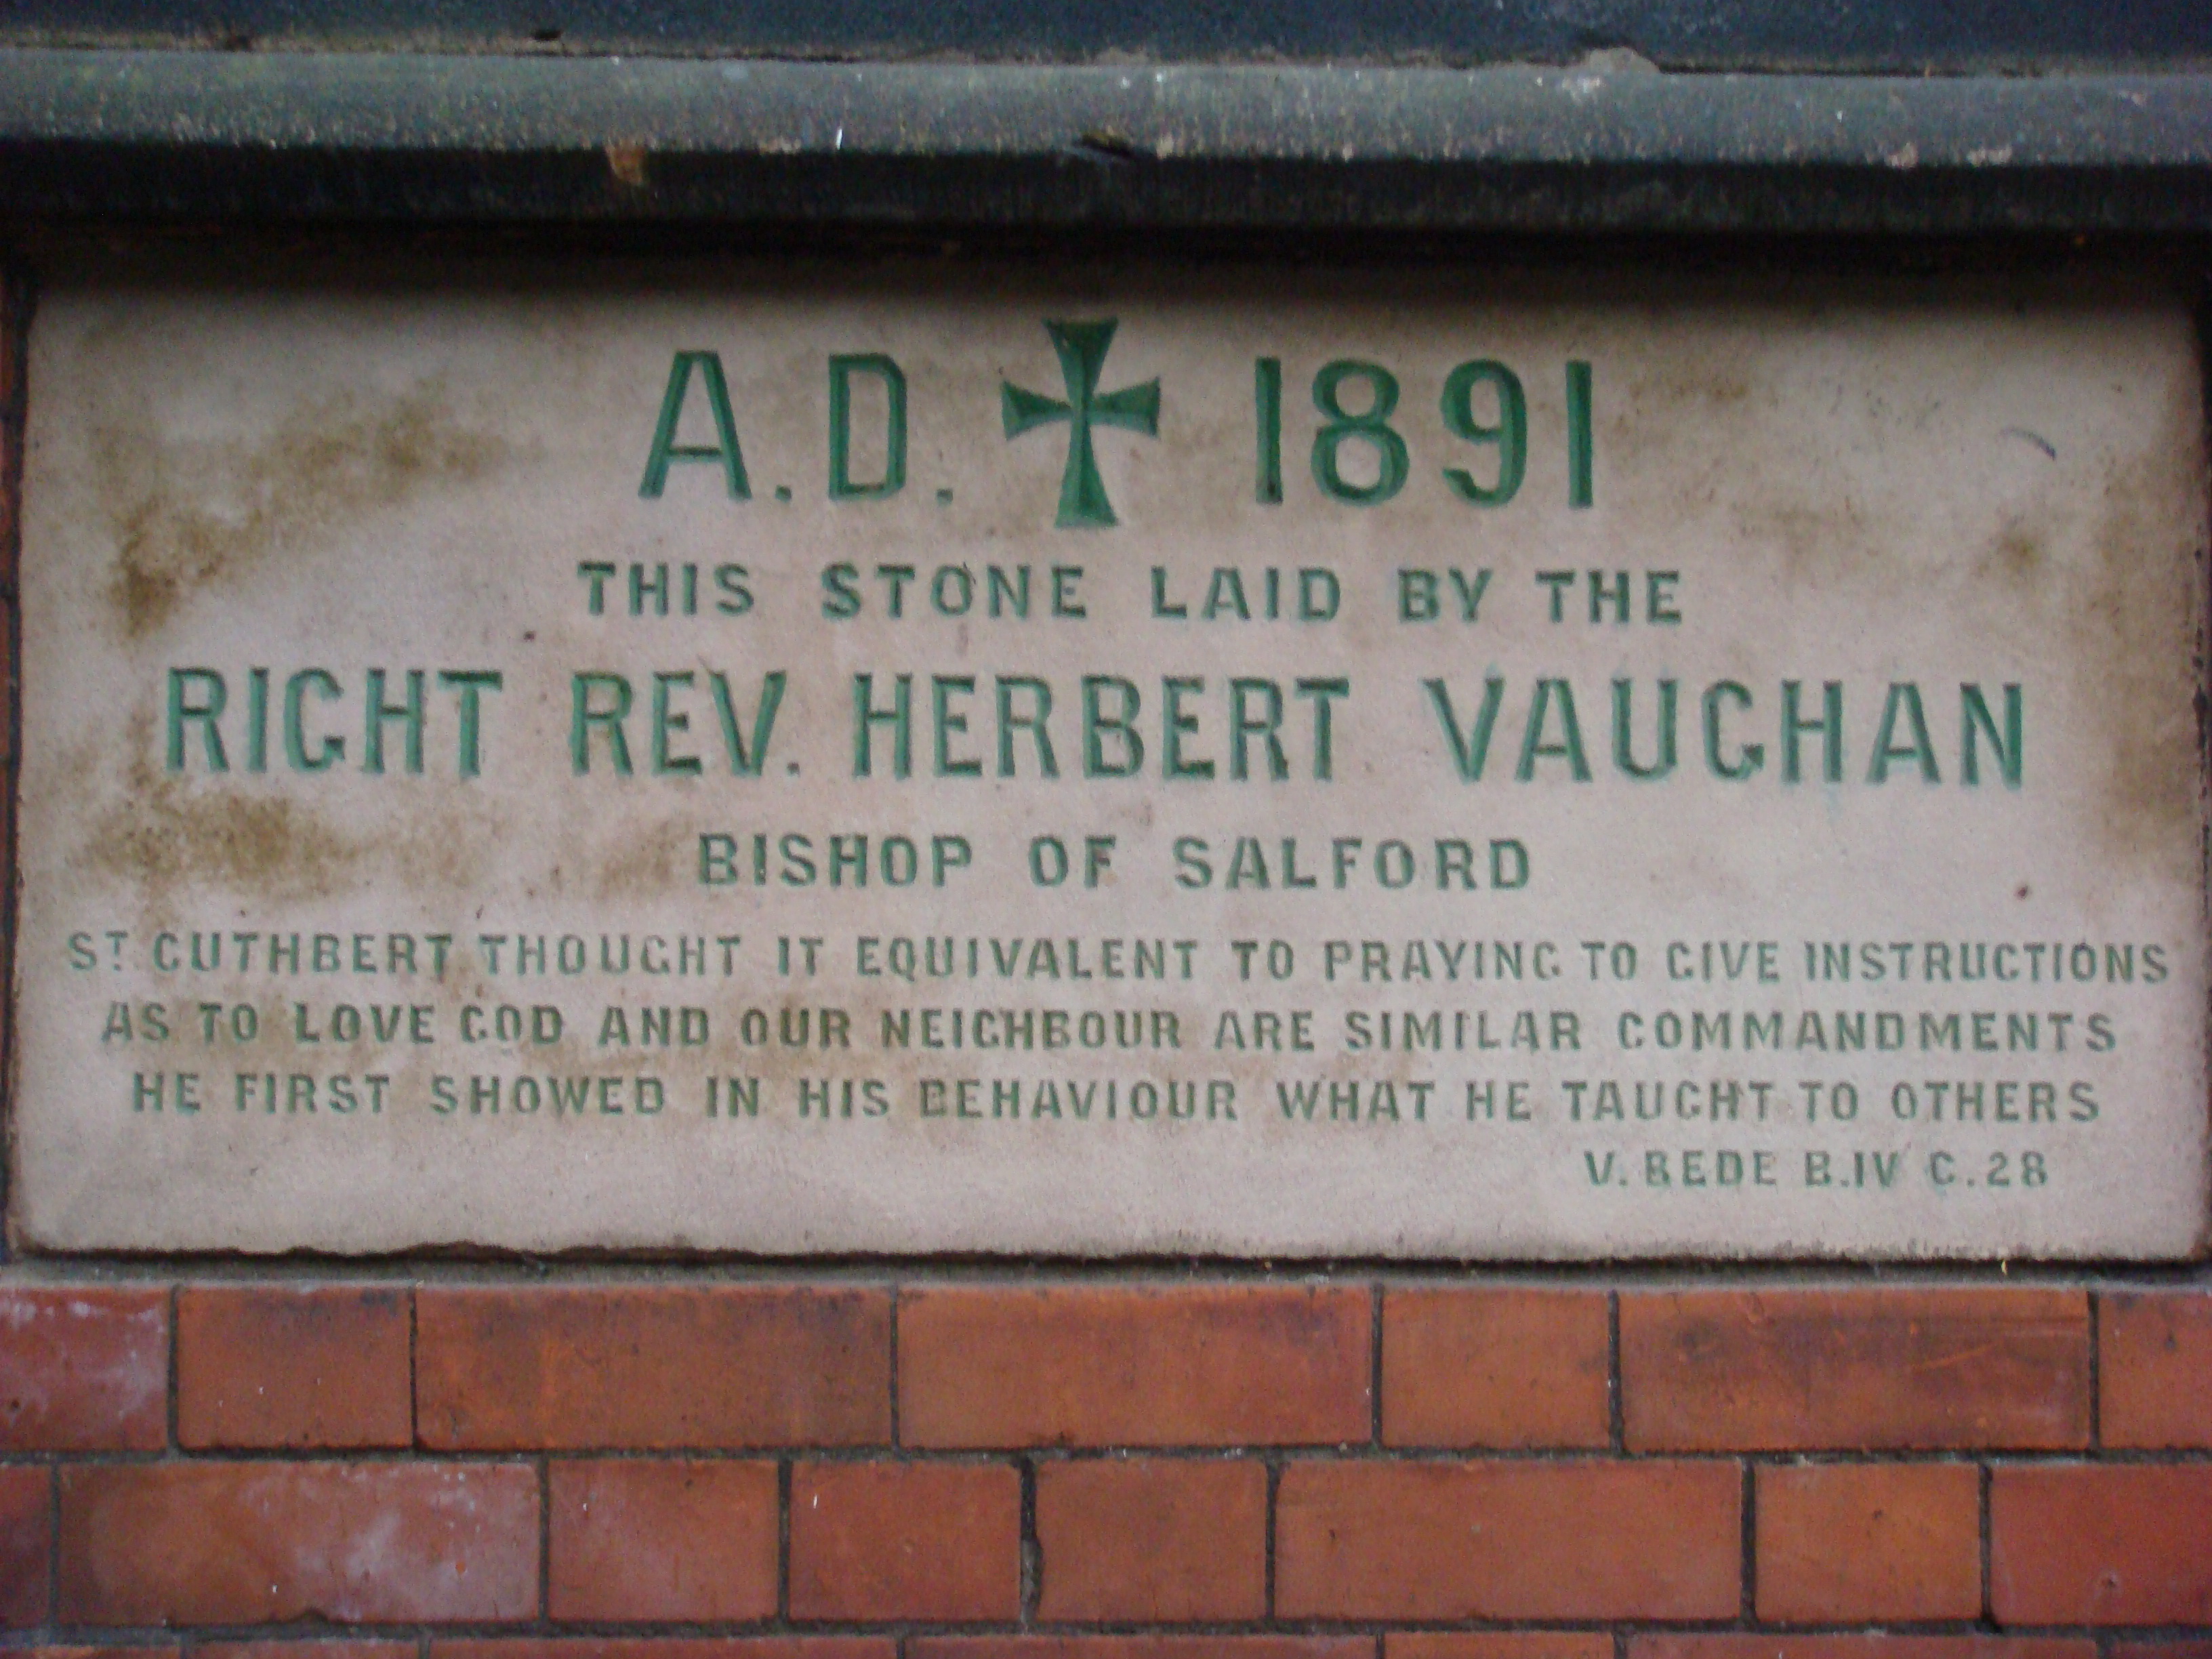 A.D. ✠ 1891
THIS STONE LAID BY THE
RIGHT REV. HERBERT VAUGHAN
BISHOP OF SALFORD
ST CUTHBERT THOUGHT IT EQUIVALENT TO PRAYING TO GIVE INSTRUCTIONS
AS TO LOVE GOD AND OUR NEIGHBOUR ARE SIMILAR COMMANDMENTS
HE FIRST SHOWED IN HIS BEHAVIOUR WHAT HE TAUGHT TO OTHERS
V. BEDE B.IV C.28